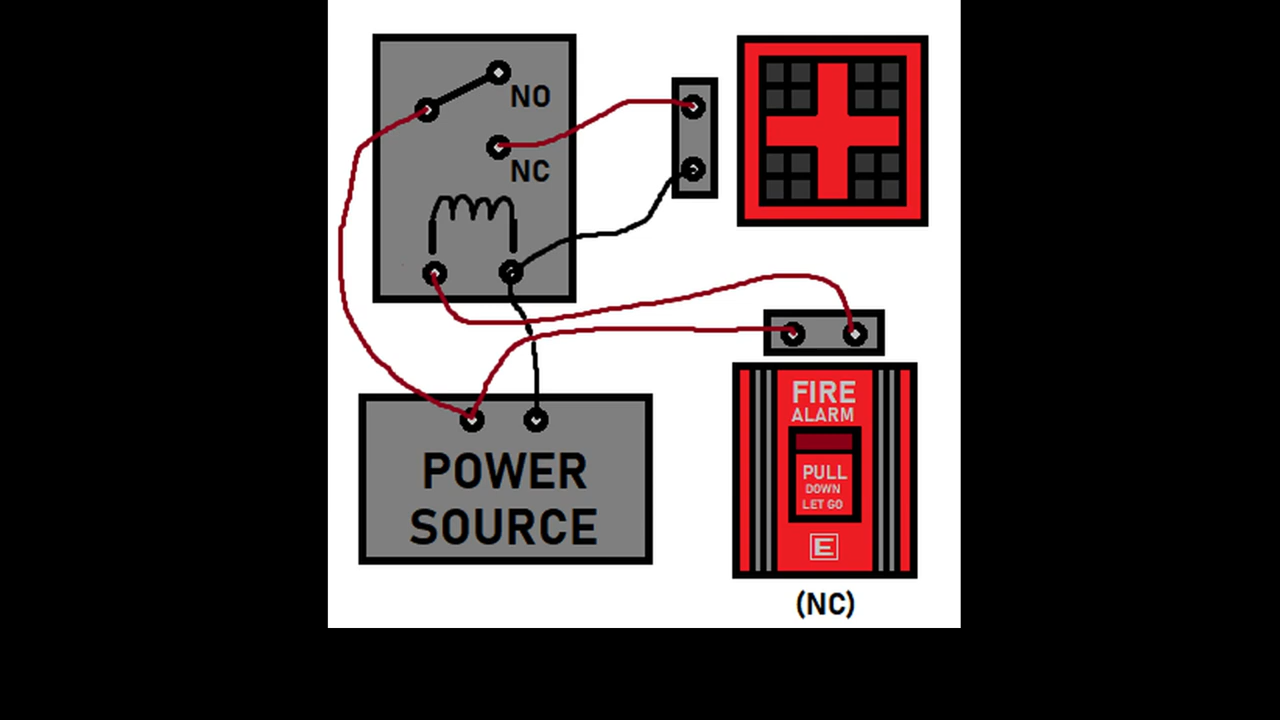 NO
NC
POWER
SOURCE
FIRE
ALARM
PULL
DOWN
LET GO
E
(NC)